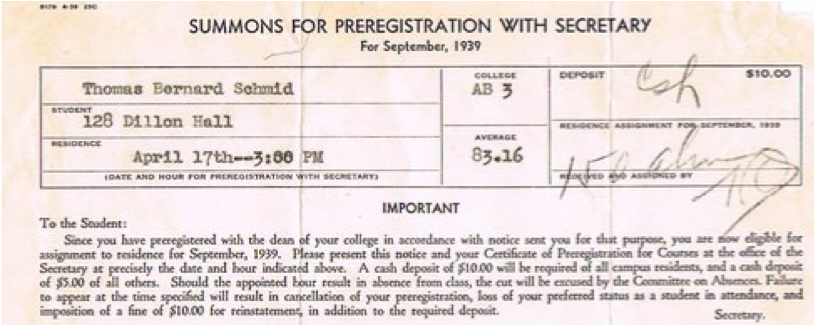 8179 4-39 25C
SUMMONS FOR PREREGISTRATION WITH SECRETARY
For September, 1939
Thomas Bernard Schmid
STUDENT
128 Dillon Hall
RESIDENCE
April 17th--3:00 PM
(DATE AND HOUR FOR PREREGISTRATION WITH SECRETARY)
COLLEGE
AB 3
AVERAGE
83.16
DEPOSIT $10.00
csh
RESIDENCE ASSIGNMENT FOR SEPTEMBER, 1939
150
RECEIVED AND ASSIGNED BY
IMPORTANT
To the Student:
Since you have preregistered with the dean of your college in accordance with notice sent you for that purpose, you are now eligible for
assignment to residence for September, 1939. Please present this notice and your Certificate of Preregistration for Courses at the office of the
Secretary at precisely the date and hour indicated above. A cash deposit of $10.00 will be required of all campus residents, and a cash deposit
of $5.00 of all others. Should the appointed hour result in absence from class, the cut will be excused by the Committee on Absences. Failure
to appear at the time specified will result in cancellation of your preregistration, loss of your preferred status as a student in attendance, and
imposition of a fine of $10.00 for reinstatement, in addition to the required deposit.
Secretary.